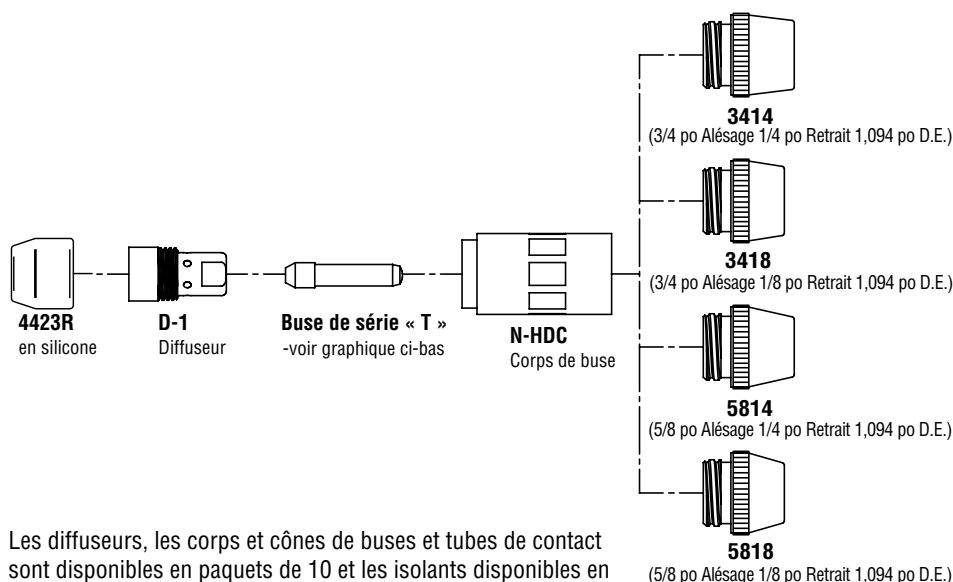 3414
(3/4 po Alésage 1/4 po Retrait 1,094 po D.E.)
3418
(3/4 po Alésage 1/8 po Retrait 1,094 po D.E.)
4423R
en silicone
D-1
Diffuseur
Buse de série « T »
-voir graphique ci-bas
N-HDC
Corps de buse
5814
(5/8 po Alésage 1/4 po Retrait 1,094 po D.E.)
5818
(5/8 po Alésage 1/8 po Retrait 1,094 po D.E.)
Les diffuseurs, les corps et cônes de buses et tubes de contact
sont disponibles en paquets de 10 et les isolants disponibles en